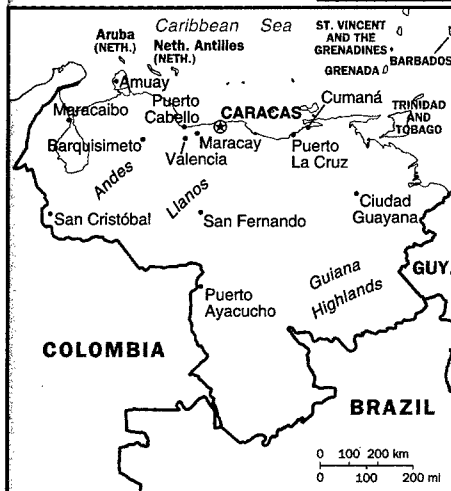 Caribbean Sea
Aruba
(NETH.)
Neth. Antilles
(NETH.)
ST. VINCENT
AND THE
GRENADINES
BARBADOS
GRENADA
Amuay
Maracaibo
Puerto
Cabello
CARACAS
Cumaná
TRINIDAD
AND
TOBAGO
Barquisimeto
Valencia
Maracay
Puerto
La Cruz
Andes
Llanos
Ciudad
Guayana
San Cristóbal
San Fernando
GUY
Guiana
Highlands
Puerto
Ayacucho
COLOMBIA
BRAZIL
0 100 200 km
0 100 200 mi